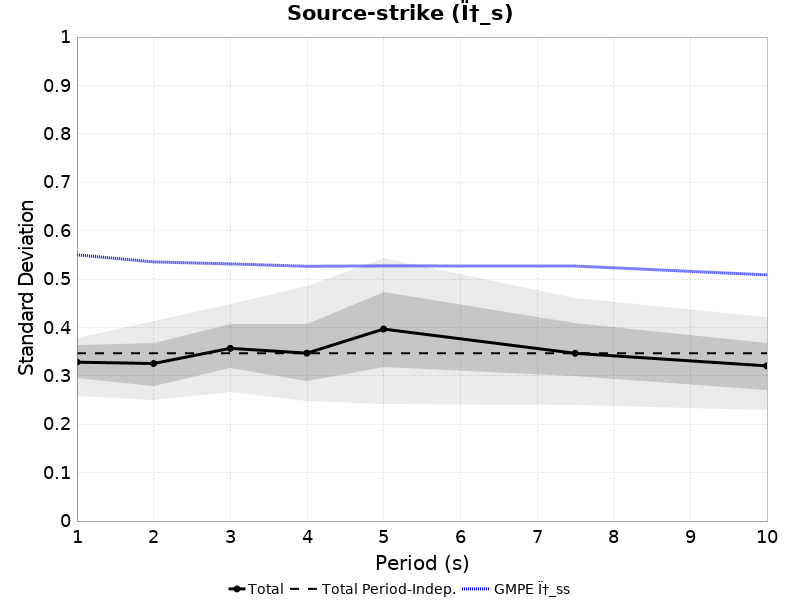 Source-strike (Ï†_s)
1
0.9
0.8
0.7
0.6
0.5
0.4
0.3
0.2
0.1
0
Standard Deviation
1 2 3 4 5 6 7 8 9 10
Period (s)
Total Total Period-Indep. GMPE Ï†_ss